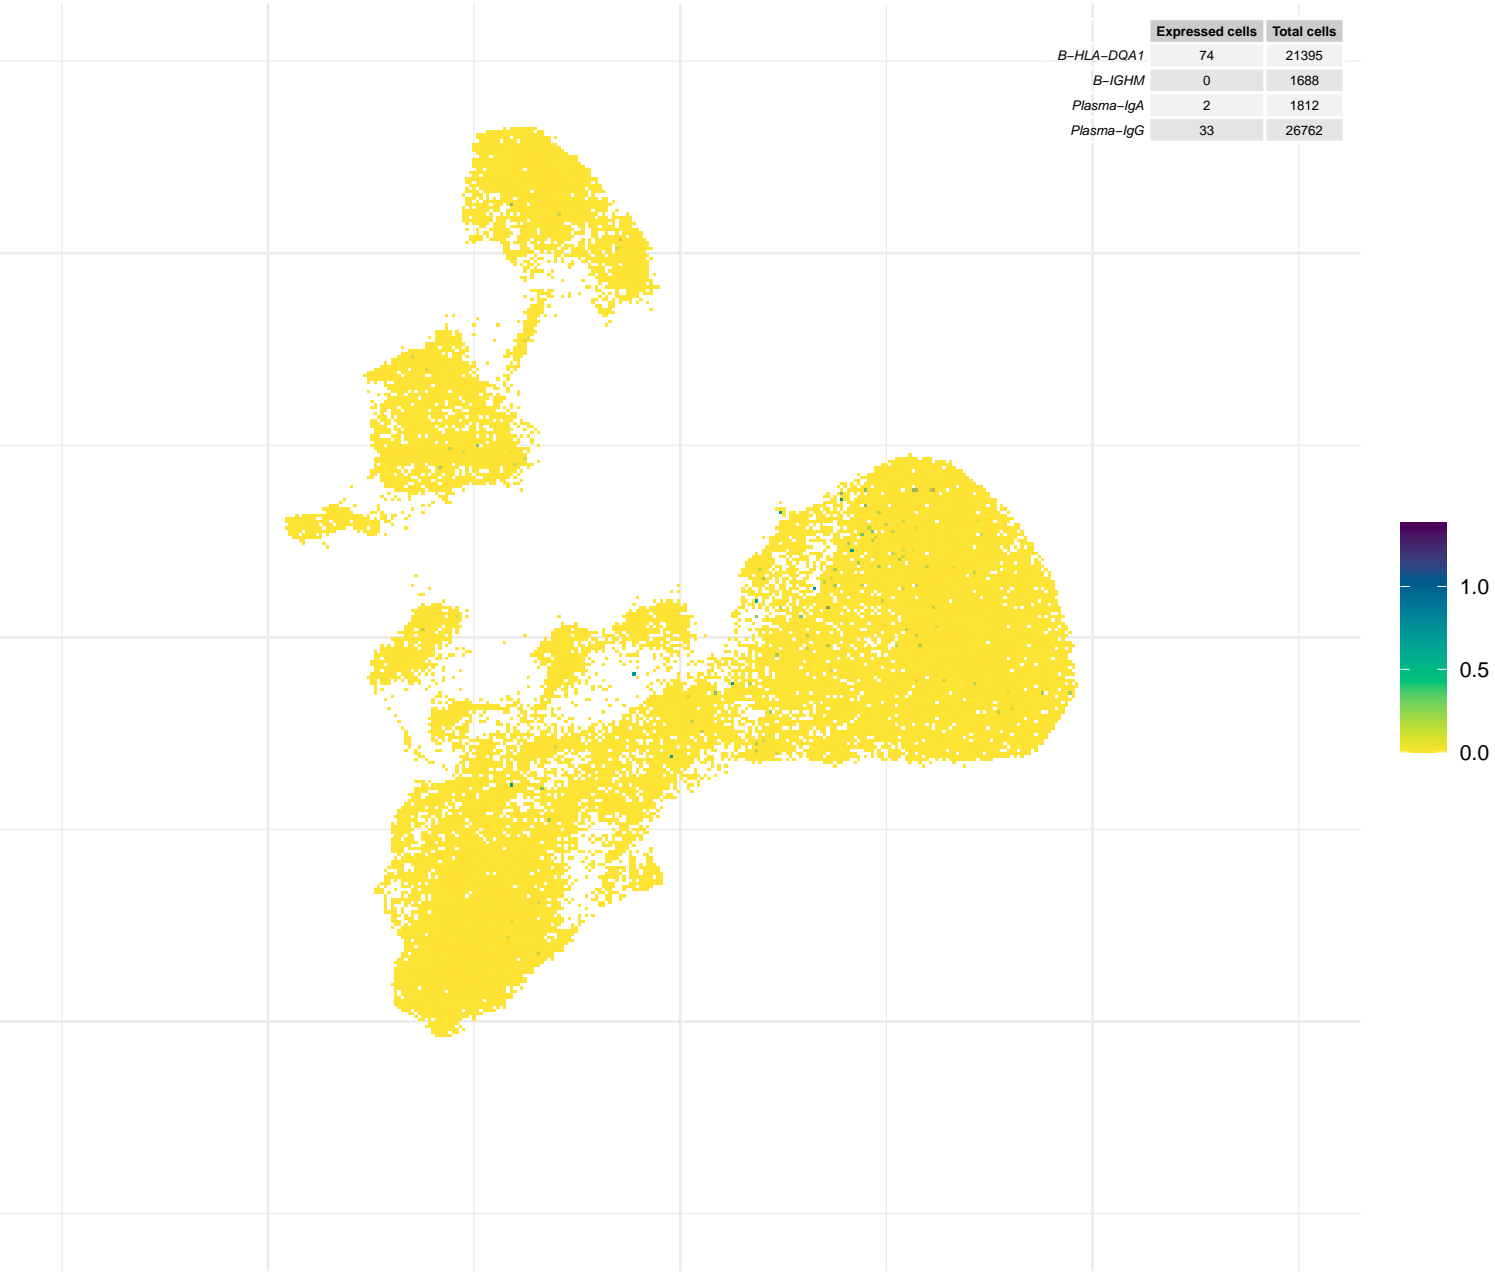 Expressed cells Total cells
B−HLA−DQA1 74 21395
B−IGHM 0 1688
Plasma−IgA 2 1812
Plasma−IgG 33 26762
1.0
0.5
0.0